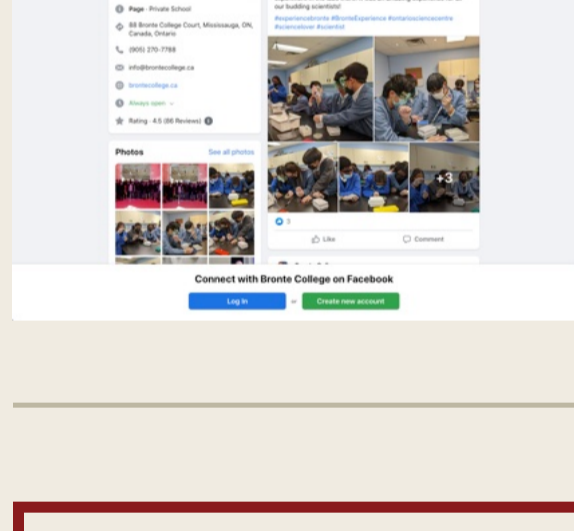 Page · Private School
88 Bronte College Court, Mississauga, ON,
Canada, Ontario
(905) 270-7788
info@brontecollege.ca
brontecollege.ca
Always open
Rating · 4.5 (86 Reviews)
Photos
See all photos
our budding scientists!
#experiencebronte #BronteExperience #ontariosciencecentre
#sciencelover #scientist
+3
3
Like
Comment
Connect with Bronte College on Facebook
Log In
or
Create new account